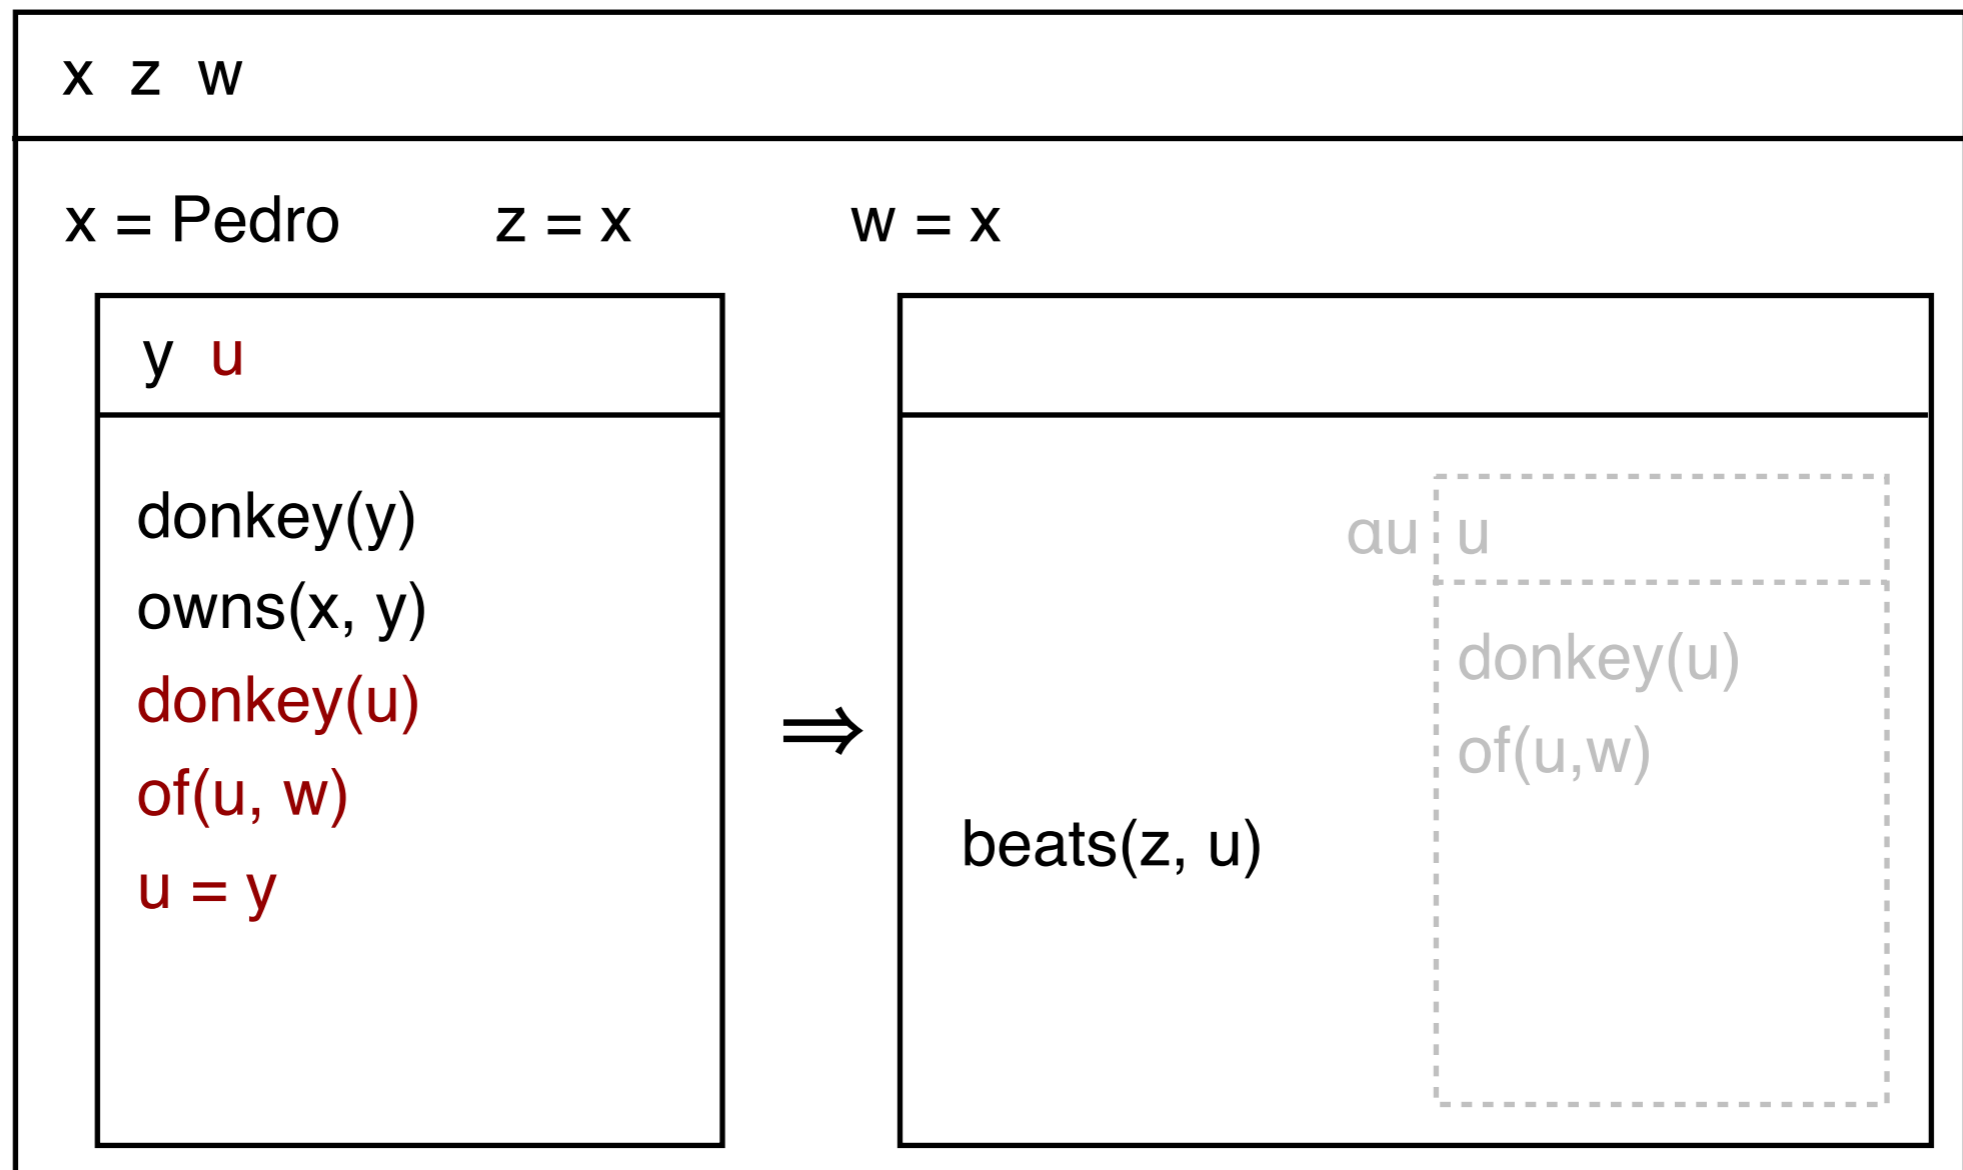 x z w
x = Pedro z = x w = x
y u
donkey(y)
owns(x, y)
donkey(u)
of(u, w)
u = y
⇒
beats(z, u)
αu u
donkey(u)
of(u,w)